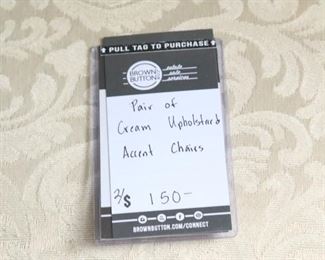 PULL TAG TO PURCHASE
BROWN
BUTTON
estate
sale
services
Pair of
Cream Upholstard
Accent Chairs
2/$ 150-
BROWNBUTTON.COM/CONNECT